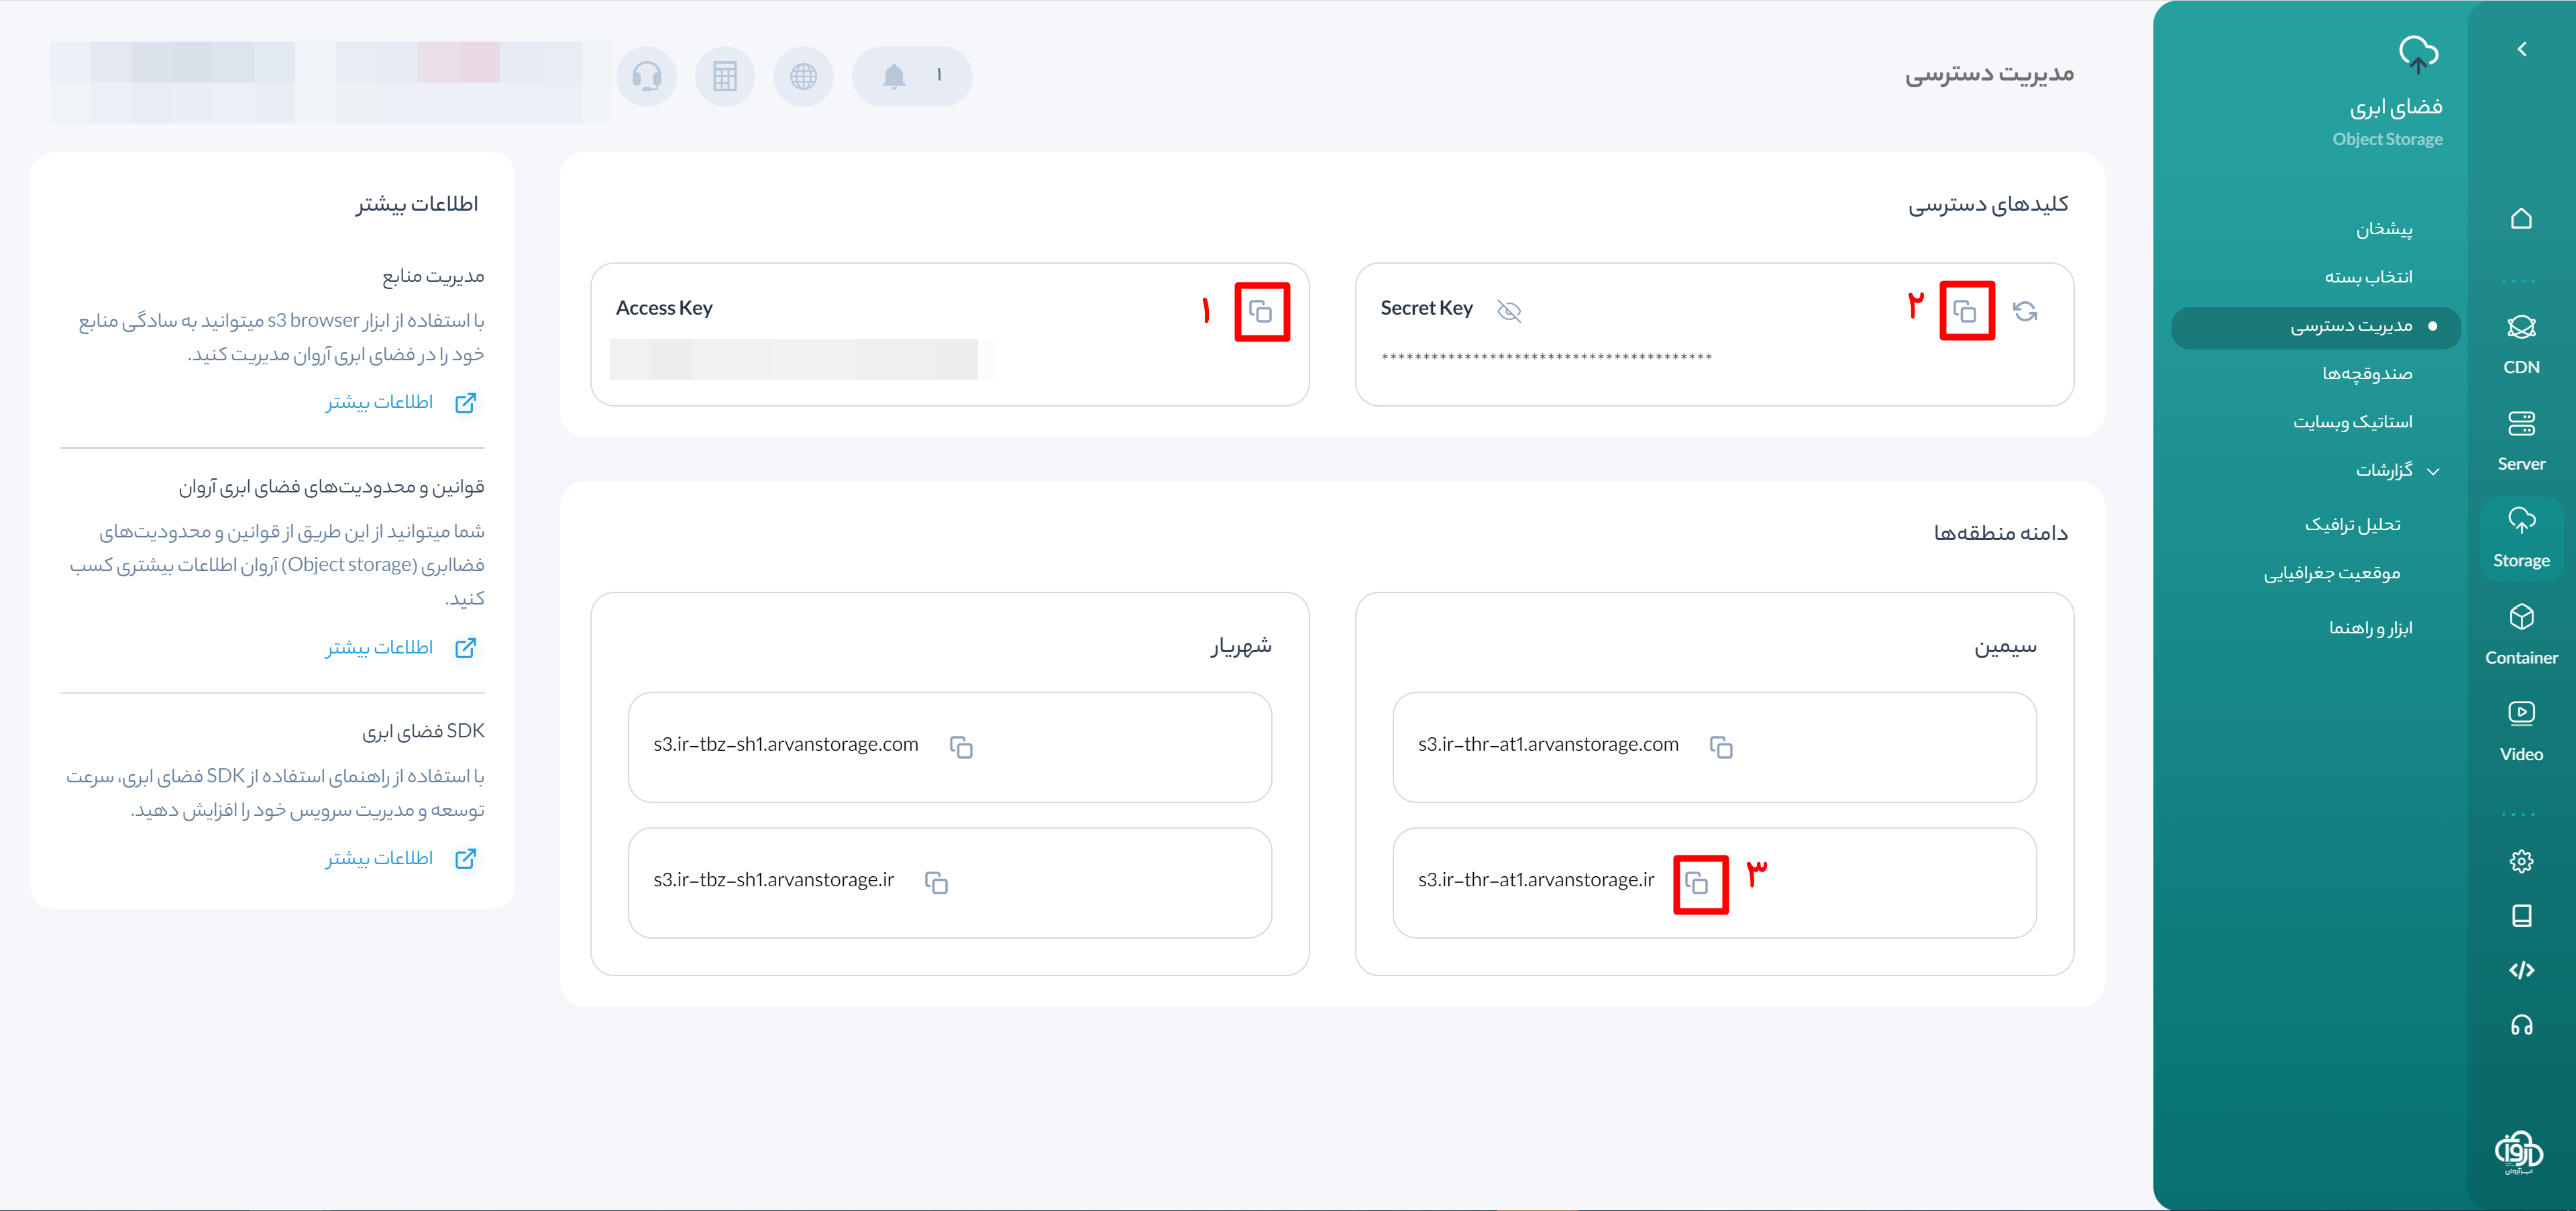 فضای ابری
Object Storage
پیشخان
انتخاب بسته
مدیریت دسترسی
صندوقچه‌ها
استاتیک وبسایت
گزارشات
تحلیل ترافیک
موقعیت جغرافیایی
ابزار و راهنما
CDN
Server
Storage
Container
Video
آروان
ابر آروان
مدیریت دسترسی
۱
کلیدهای دسترسی
Secret Key
۲
****************************************
Access Key
۱
دامنه منطقه‌ها
سیمین
s3.ir-thr-at1.arvanstorage.com
s3.ir-thr-at1.arvanstorage.ir
۳
شهریار
s3.ir-tbz-sh1.arvanstorage.com
s3.ir-tbz-sh1.arvanstorage.ir
اطلاعات بیشتر
مدیریت منابع
با استفاده از ابزار s3 browser میتوانید به سادگی منابع
خود را در فضای ابری آروان مدیریت کنید.
اطلاعات بیشتر
قوانین و محدودیت‌های فضای ابری آروان
شما میتوانید از این طریق از قوانین و محدودیت‌های
فضاابری (Object storage) آروان اطلاعات بیشتری کسب
کنید.
اطلاعات بیشتر
SDK فضای ابری
با استفاده از راهنمای استفاده از SDK فضای ابری، سرعت
توسعه و مدیریت سرویس خود را افزایش دهید.
اطلاعات بیشتر